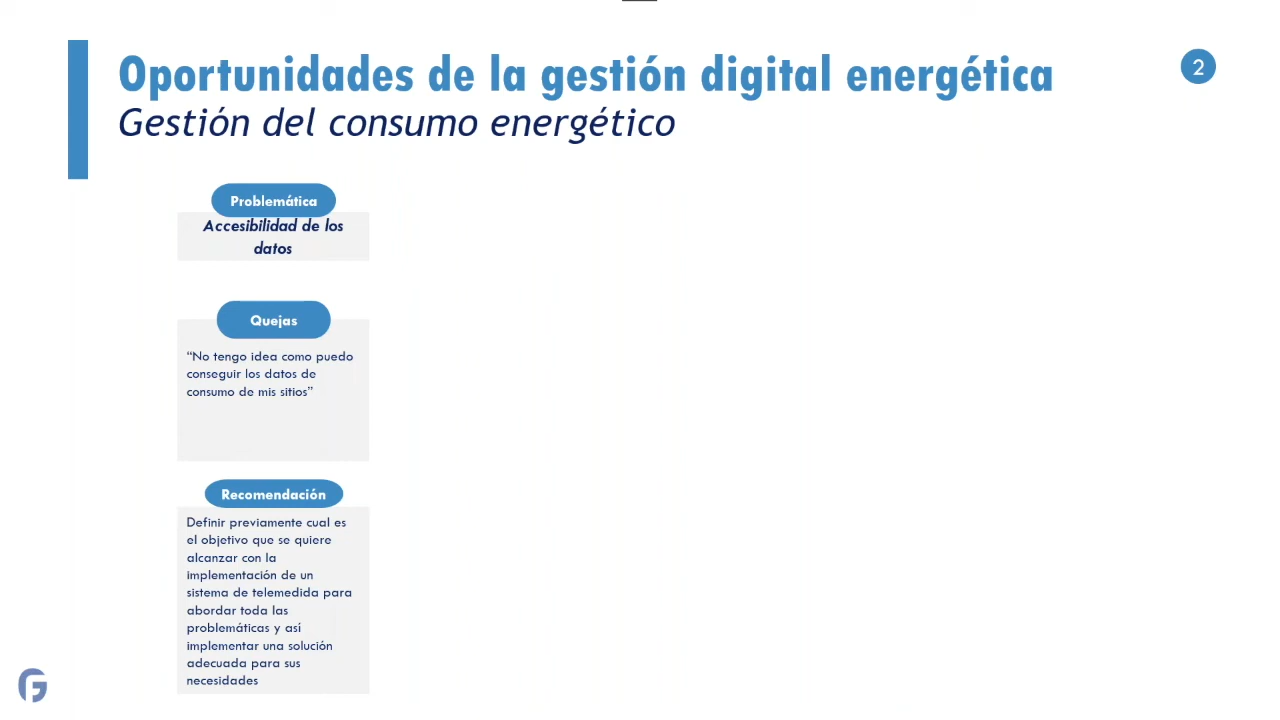 Oportunidades de la gestión digital energética
2
Gestión del consumo energético
Problemática
Accesibilidad de los
datos
Quejas
“No tengo idea como puedo
conseguir los datos de
consumo de mis sitios”
Recomendación
Definir previamente cual es
el objetivo que se quiere
alcanzar con la
implementación de un
sistema de telemedida para
abordar toda las
problemáticas y así
implementar una solución
adecuada para sus
necesidades